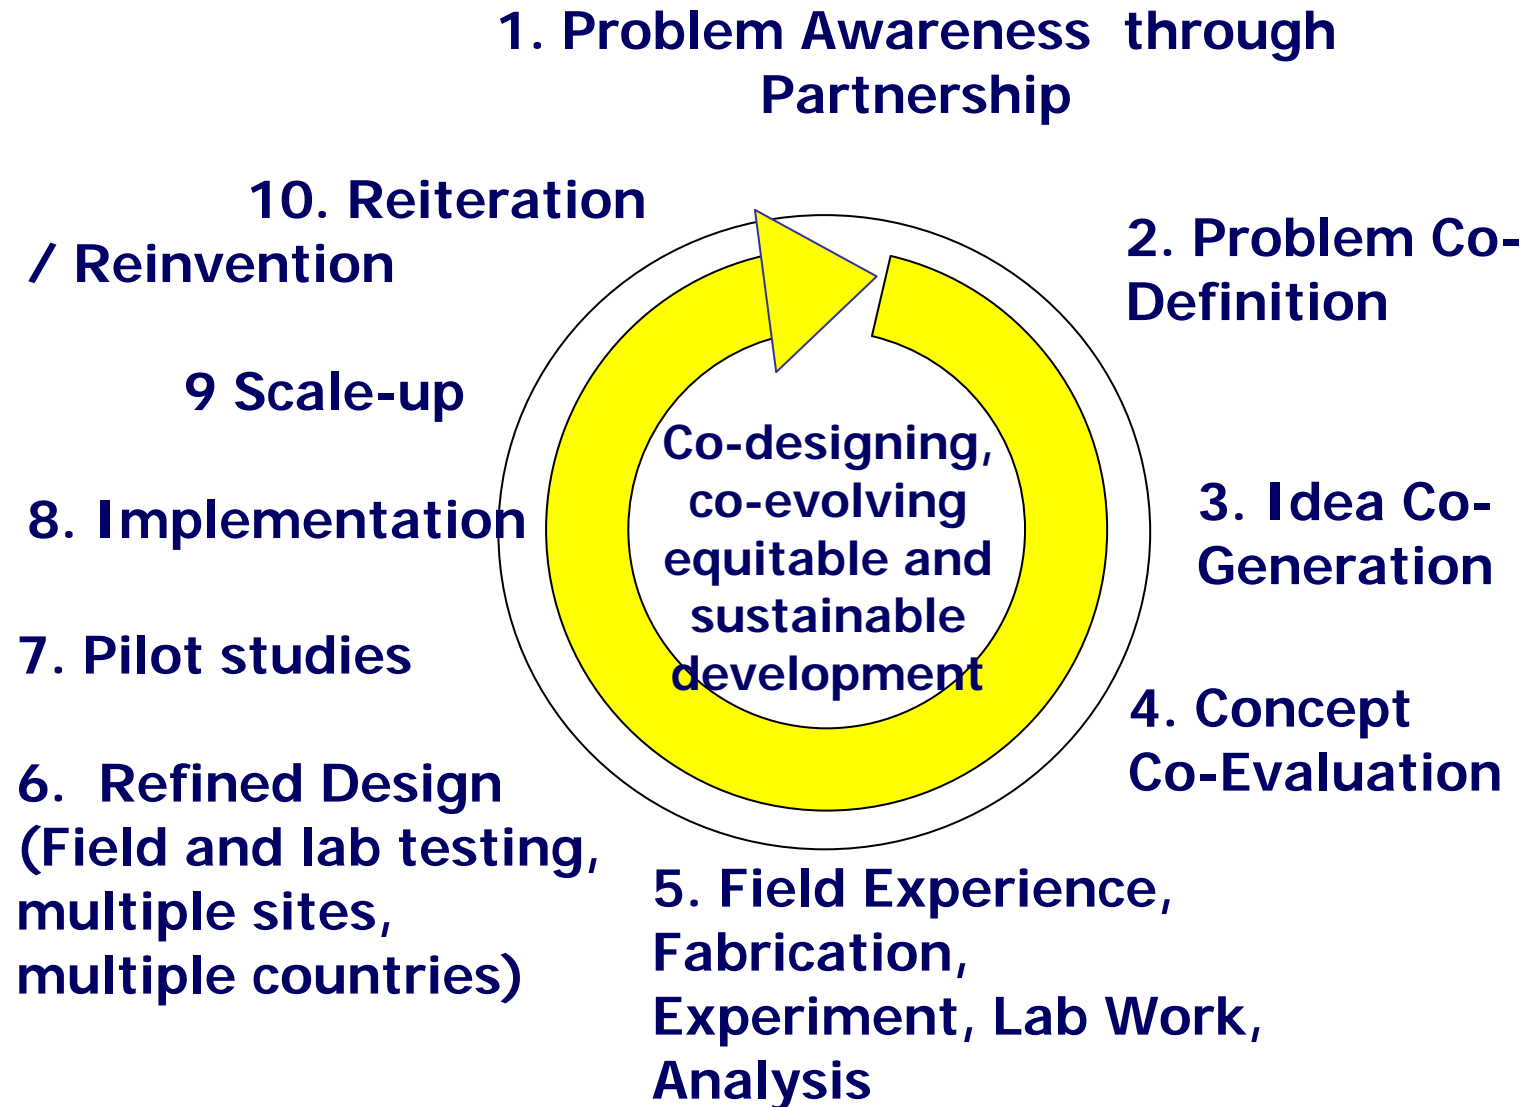 1. Problem Awareness through
Partnership
2. Problem Co-
Definition
3. Idea Co-
Generation
4. Concept
Co-Evaluation
5. Field Experience,
Fabrication,
Experiment, Lab Work,
Analysis
6. Refined Design
(Field and lab testing,
multiple sites,
multiple countries)
7. Pilot studies
8. Implementation
9 Scale-up
10. Reiteration
/ Reinvention
Co-designing,
co-evolving
equitable and
sustainable
development